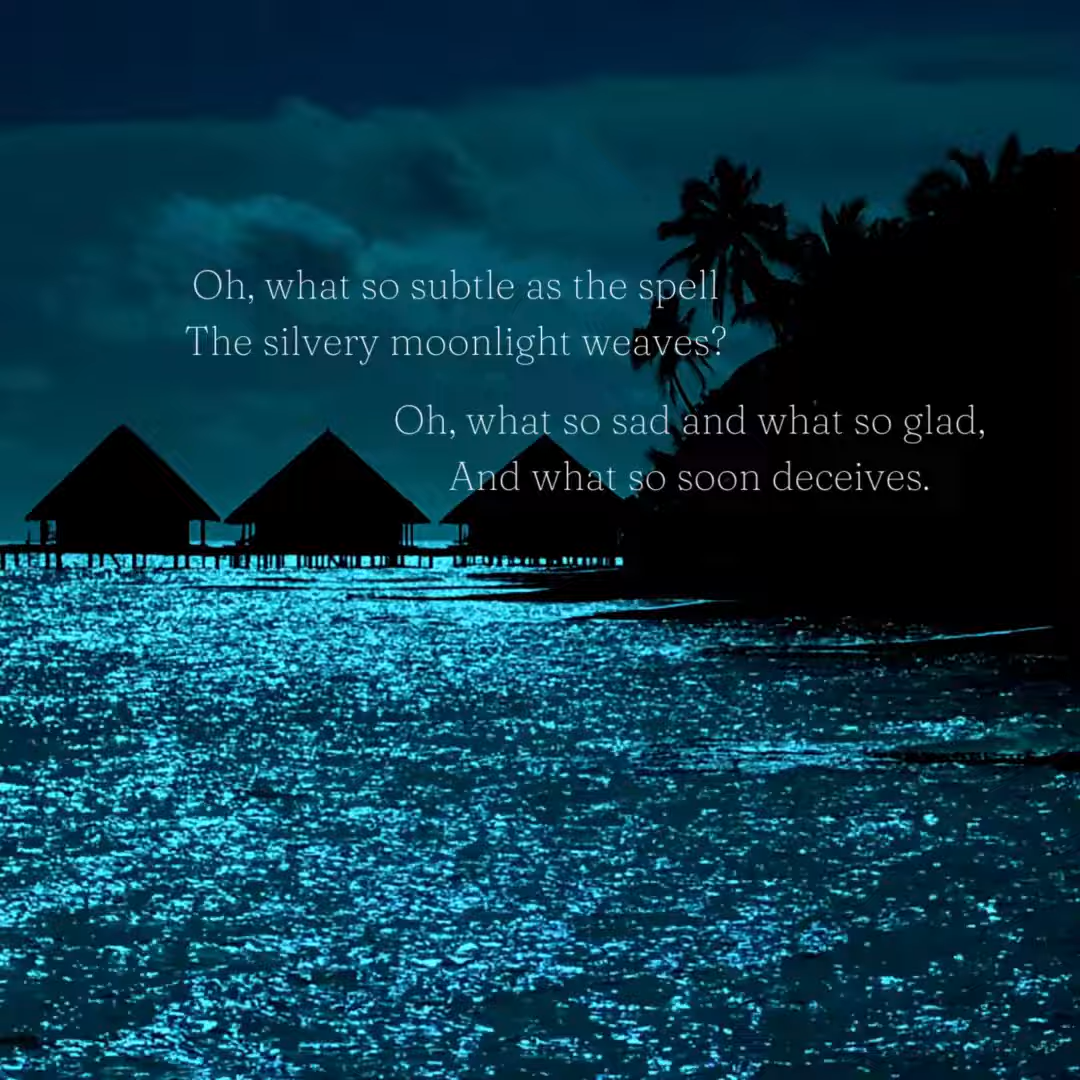 Oh, what so subtle as the spell
The silvery moonlight weaves?
Oh, what so sad and what so glad,
And what so soon deceives.